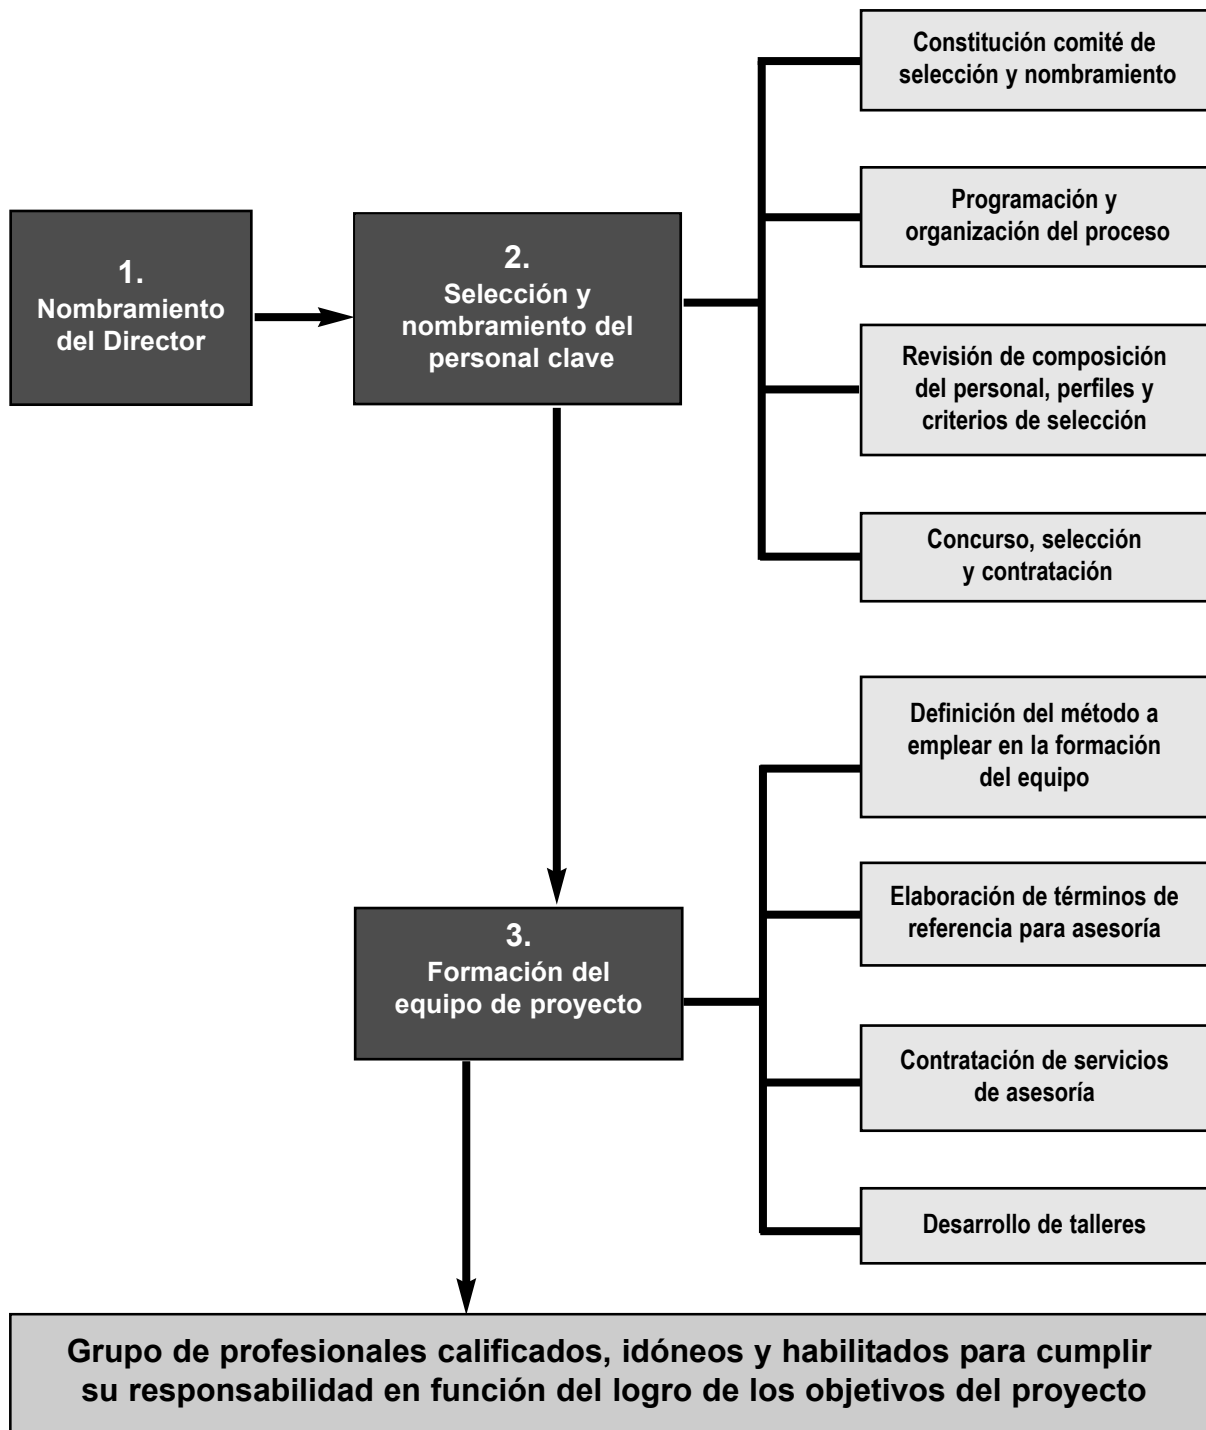 1.
Nombramiento
del Director
2.
Selección y
nombramiento del
personal clave
Constitución comité de
selección y nombramiento
Programación y
organización del proceso
Revisión de composición
del personal, perfiles y
criterios de selección
Concurso, selección
y contratación
3.
Formación del
equipo de proyecto
Definición del método a
emplear en la formación
del equipo
Elaboración de términos de
referencia para asesoría
Contratación de servicios
de asesoría
Desarrollo de talleres
Grupo de profesionales calificados, idóneos y habilitados para cumplir
su responsabilidad en función del logro de los objetivos del proyecto